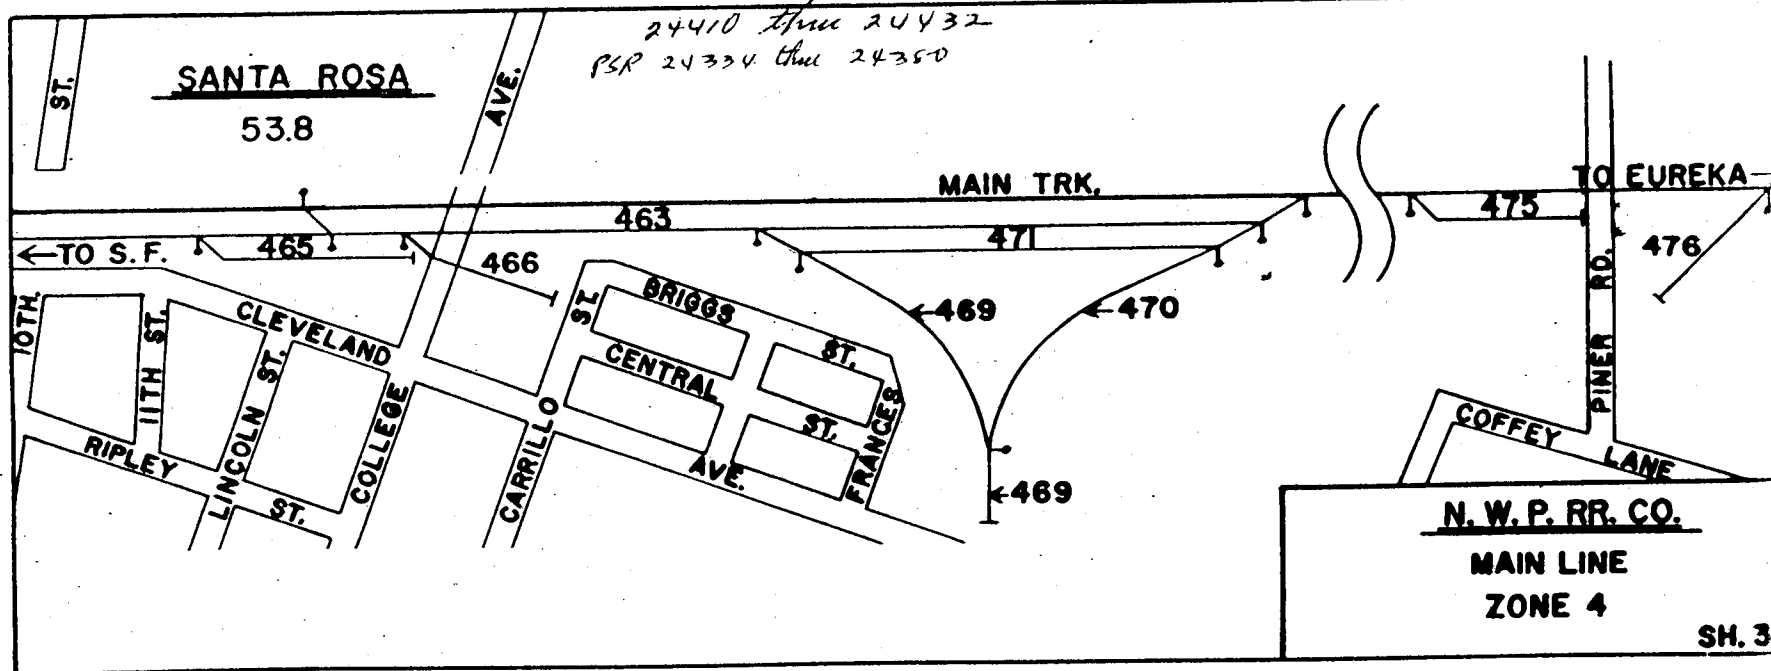 24410 thru 24432
PSR 24334 thru 24350
SANTA ROSA
53.8
ST.
AVE.
MAIN TRK.
TO EUREKA
463
475
←TO S.F.
465
466
471
476
10TH.
11TH ST.
CLEVELAND
LINCOLN ST.
RIPLEY
ST.
COLLEGE
CARRILLO
ST.
BRIGGS
ST.
CENTRAL
ST.
AVE.
FRANCES
←469
←470
←469
PINER RD.
COFFEY
LANE
N. W. P. RR. CO.
MAIN LINE
ZONE 4
SH. 3